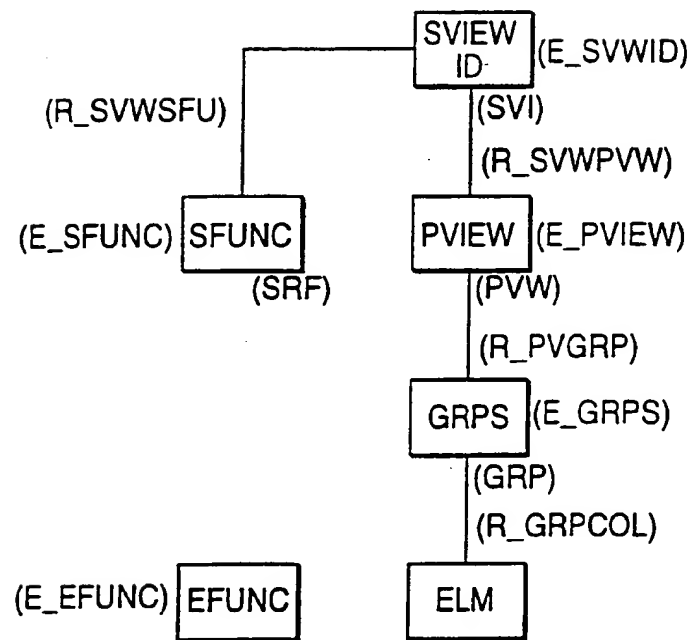 SVIEW
ID
(E_SVWID)
(R_SVWSFU)
(SVI)
(R_SVWPVW)
(E_SFUNC)
SFUNC
PVIEW
(E_PVIEW)
(SRF)
(PVW)
(R_PVGRP)
GRPS
(E_GRPS)
(GRP)
(R_GRPCOL)
(E_EFUNC)
EFUNC
ELM